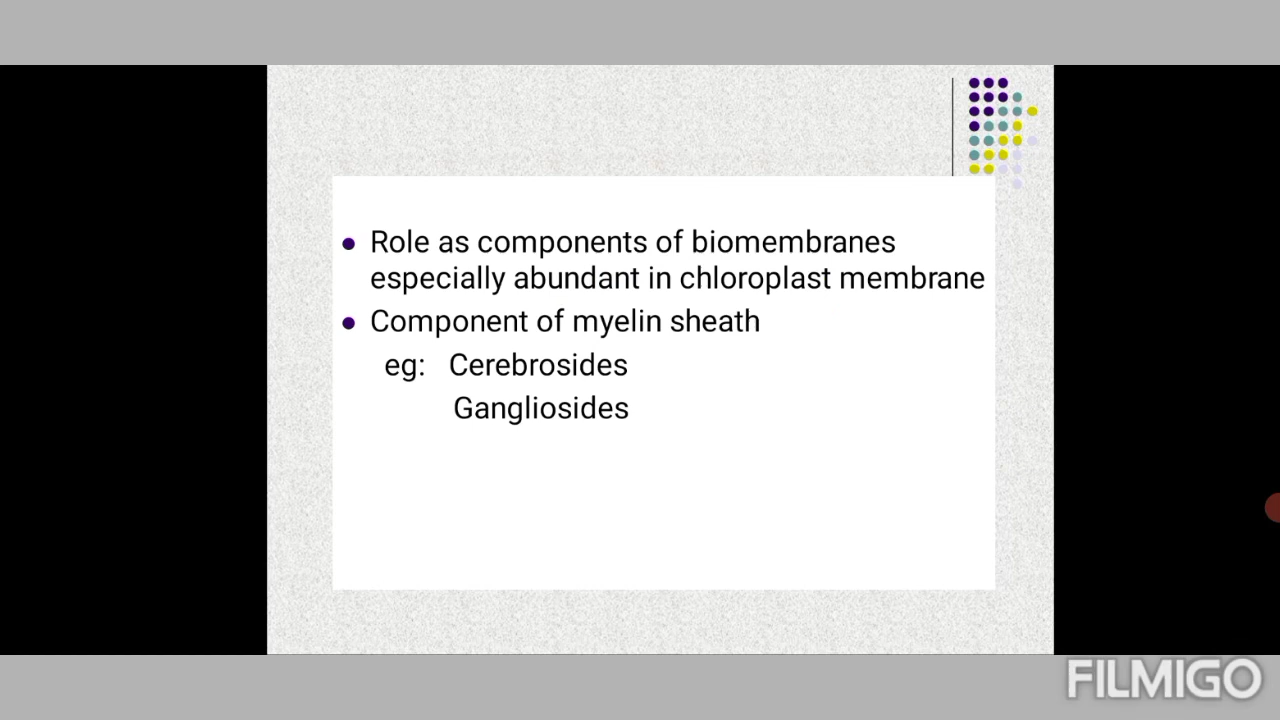 ● Role as components of biomembranes
especially abundant in chloroplast membrane
● Component of myelin sheath
eg: Cerebrosides
Gangliosides
FILMIGO